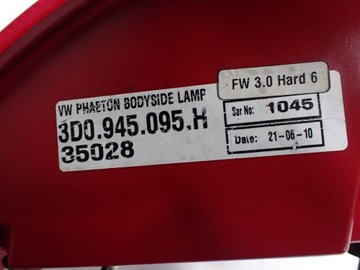 FW 3.0 Hard 6
VW PHAETON BODYSIDE LAMP
3D0.945.095.H
35028
Ser No: 1045
Date: 21-06-10